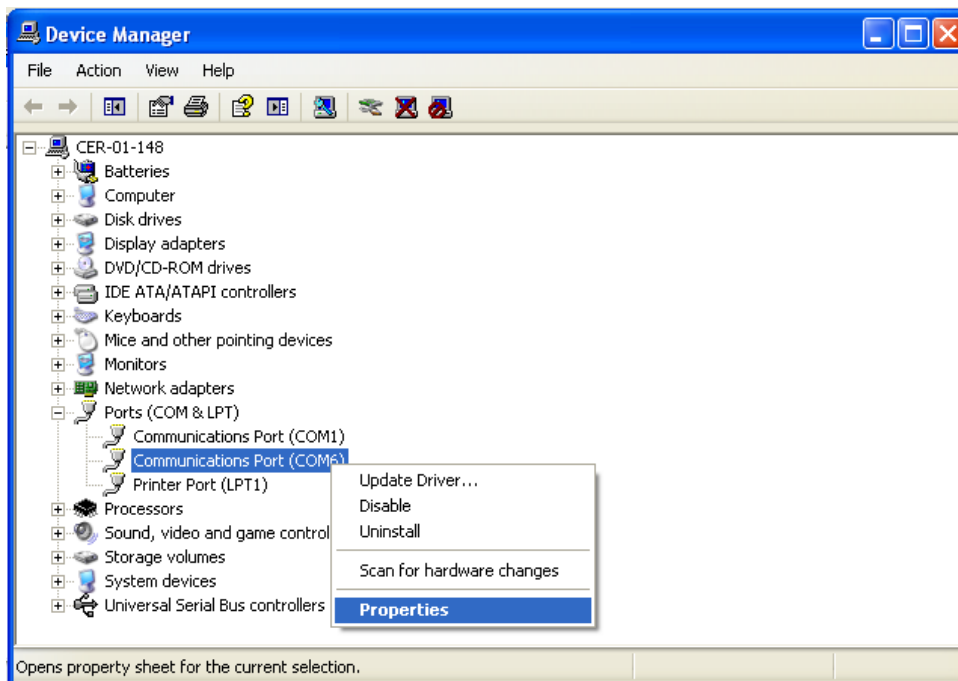 Device Manager
File Action View Help
CER-01-148
Batteries
Computer
Disk drives
Display adapters
DVD/CD-ROM drives
IDE ATA/ATAPI controllers
Keyboards
Mice and other pointing devices
Monitors
Network adapters
Ports (COM & LPT)
Communications Port (COM1)
Communications Port (COM6)
Printer Port (LPT1)
Processors
Sound, video and game control
Storage volumes
System devices
Universal Serial Bus controllers
Update Driver...
Disable
Uninstall
Scan for hardware changes
Properties
Opens property sheet for the current selection.